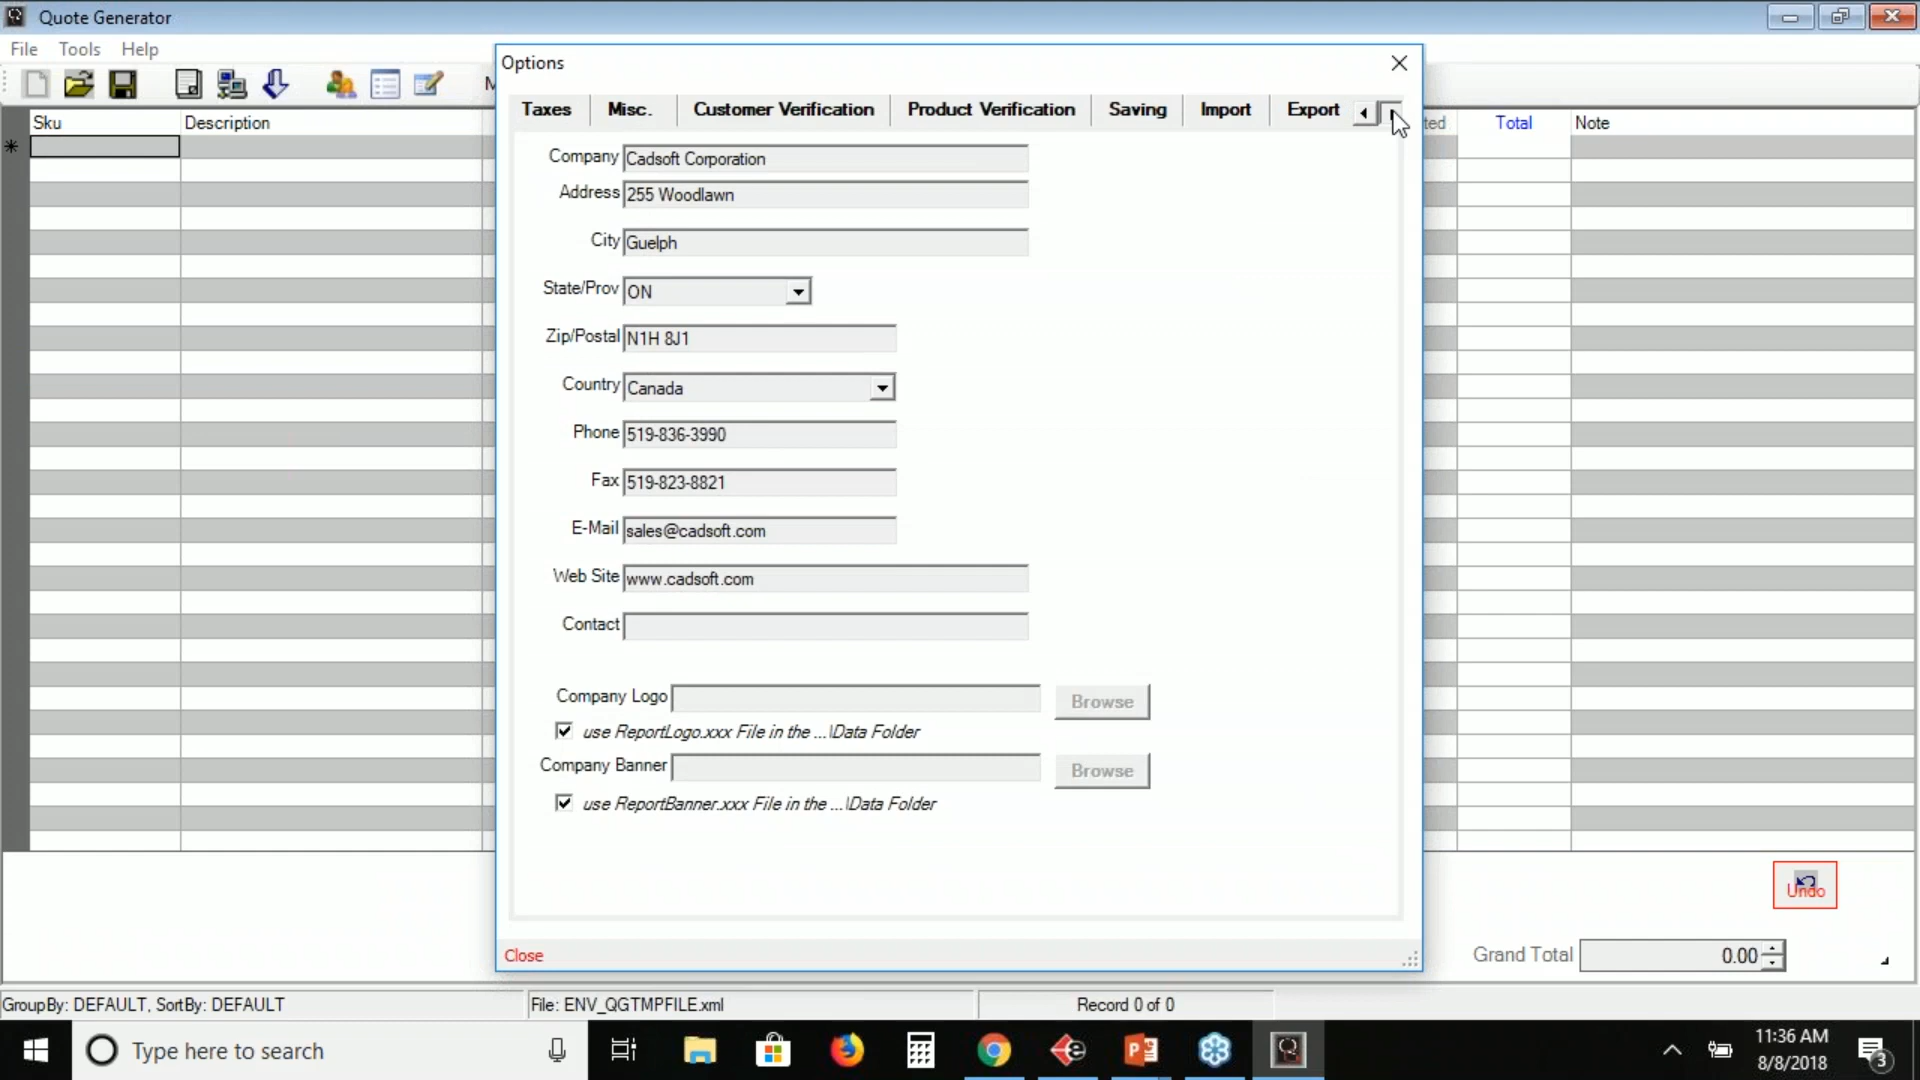 Quote Generator
File Tools Help
Options
M
Taxes Misc. Customer Verification Product Verification Saving Import Export
Sku Description ted Total Note
Company Cadsoft Corporation
Address 255 Woodlawn
City Guelph
State/Prov ON
Zip/Postal N1H 8J1
Country Canada
Phone 519-836-3990
Fax 519-823-8821
E-Mail sales@cadsoft.com
Web Site www.cadsoft.com
Contact
Company Logo Browse
use ReportLogo.xxx File in the ...\Data Folder
Company Banner Browse
use ReportBanner.xxx File in the ...\Data Folder
Undo
Close
Grand Total 0.00
GroupBy: DEFAULT, SortBy: DEFAULT File: ENV_QGTMPFILE.xml Record 0 of 0
Type here to search
11:36 AM
8/8/2018
3